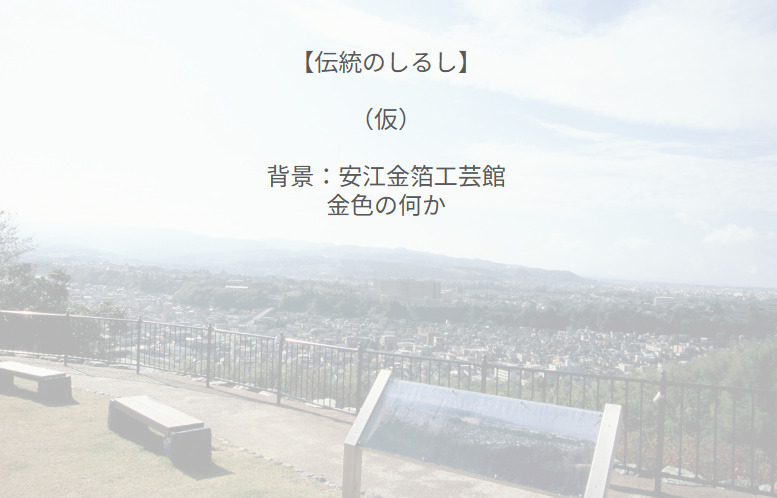 【伝統のしるし】
（仮）
背景：安江金箔工芸館
金色の何か